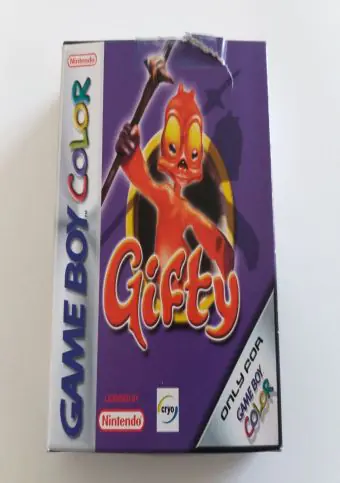 Nintendo
GAME BOY COLOR
Gifty
LICENSED BY
Nintendo
cryo
ONLY FOR
GAME BOY
COLOR